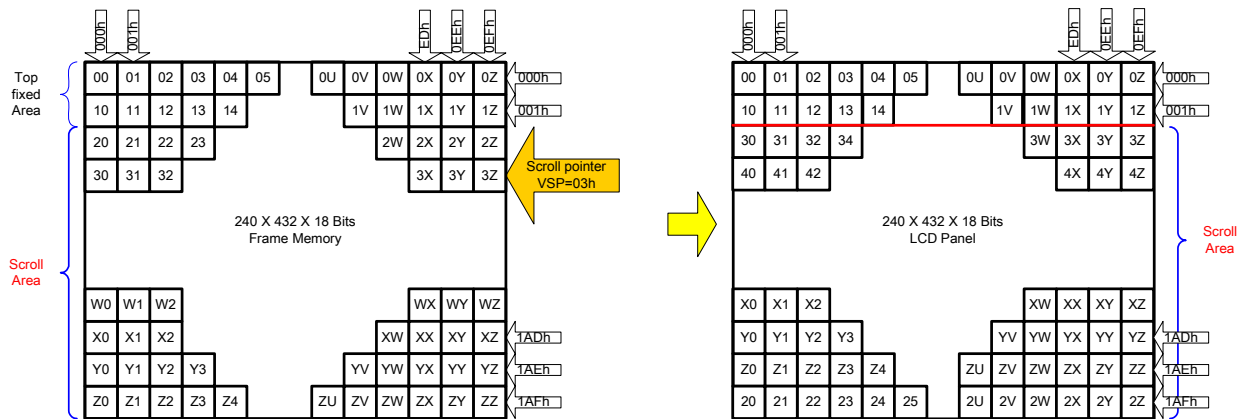 000h 001h EDh 0EEh 0EFh
Top fixed Area
00 01 02 03 04 05 0U 0V 0W 0X 0Y 0Z 000h
10 11 12 13 14 1V 1W 1X 1Y 1Z 001h
20 21 22 23 2W 2X 2Y 2Z
30 31 32 3X 3Y 3Z
Scroll pointer
VSP=03h
240 X 432 X 18 Bits
Frame Memory
Scroll
Area
W0 W1 W2 WX WY WZ
X0 X1 X2 XW XX XY XZ 1ADh
Y0 Y1 Y2 Y3 YV YW YX YY YZ 1AEh
Z0 Z1 Z2 Z3 Z4 ZU ZV ZW ZX ZY ZZ 1AFh
000h 001h EDh 0EEh 0EFh
00 01 02 03 04 05 0U 0V 0W 0X 0Y 0Z 000h
10 11 12 13 14 1V 1W 1X 1Y 1Z 001h
30 31 32 34 3W 3X 3Y 3Z
40 41 42 4X 4Y 4Z
240 X 432 X 18 Bits
LCD Panel
Scroll
Area
X0 X1 X2 XW XX XY XZ
Y0 Y1 Y2 Y3 YV YW YX YY YZ 1ADh
Z0 Z1 Z2 Z3 Z4 ZU ZV ZW ZX ZY ZZ 1AEh
20 21 22 23 24 25 2U 2V 2W 2X 2Y 2Z 1AFh